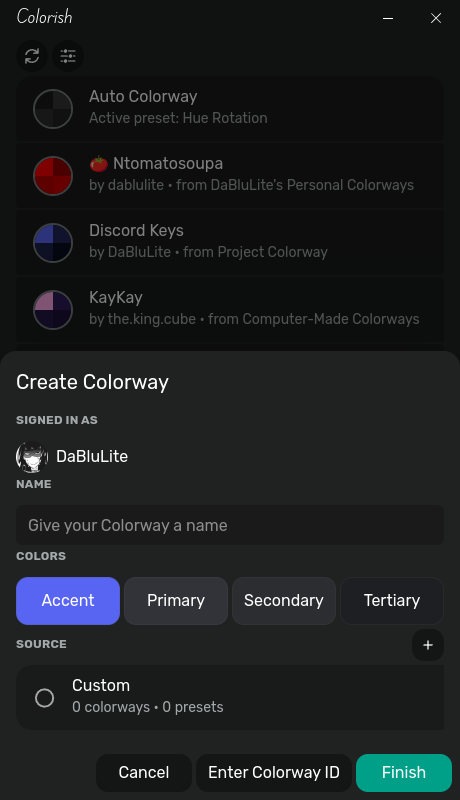 Colorish
Auto Colorway
Active preset: Hue Rotation
🍅 Ntomatosoupa
by dablulite • from DaBluLite's Personal Colorways
Discord Keys
by DaBluLite • from Project Colorway
KayKay
by the.king.cube • from Computer-Made Colorways
Create Colorway
SIGNED IN AS
DaBluLite
NAME
Give your Colorway a name
COLORS
Accent Primary Secondary Tertiary
SOURCE
Custom
0 colorways • 0 presets
Cancel Enter Colorway ID Finish